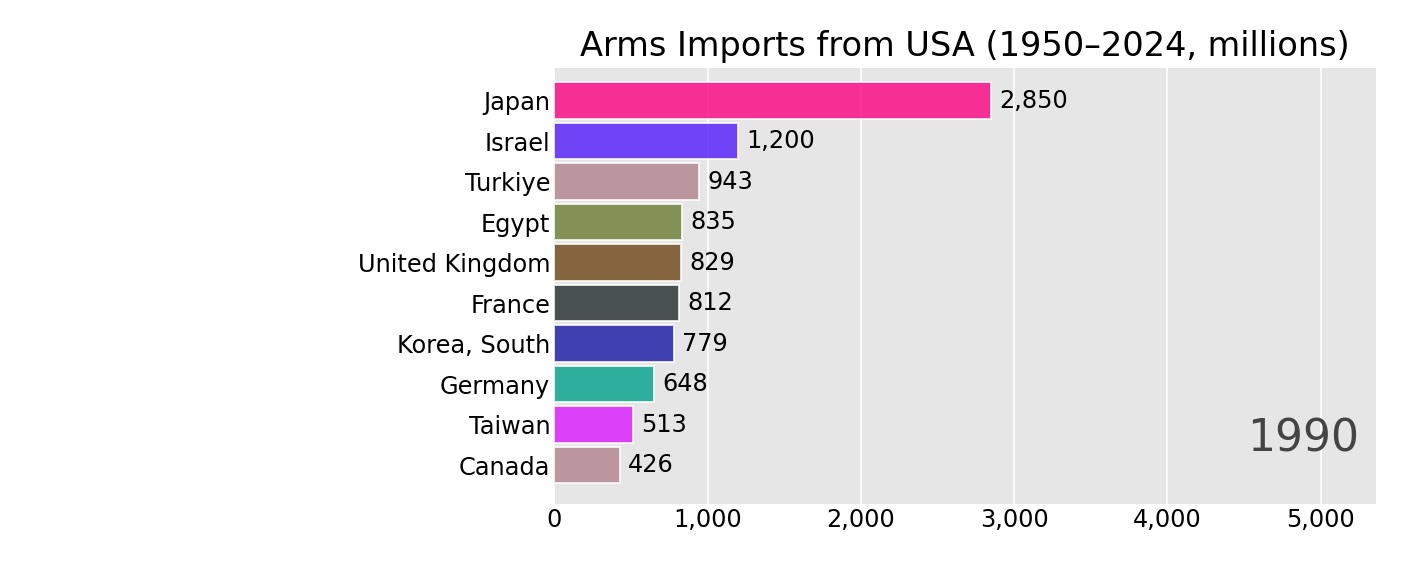 Arms Imports from USA (1950–2024, millions)
Japan 2,850
Israel 1,200
Turkiye 943
Egypt 835
United Kingdom 829
France 812
Korea, South 779
Germany 648
Taiwan 513
Canada 426
1990
0 1,000 2,000 3,000 4,000 5,000